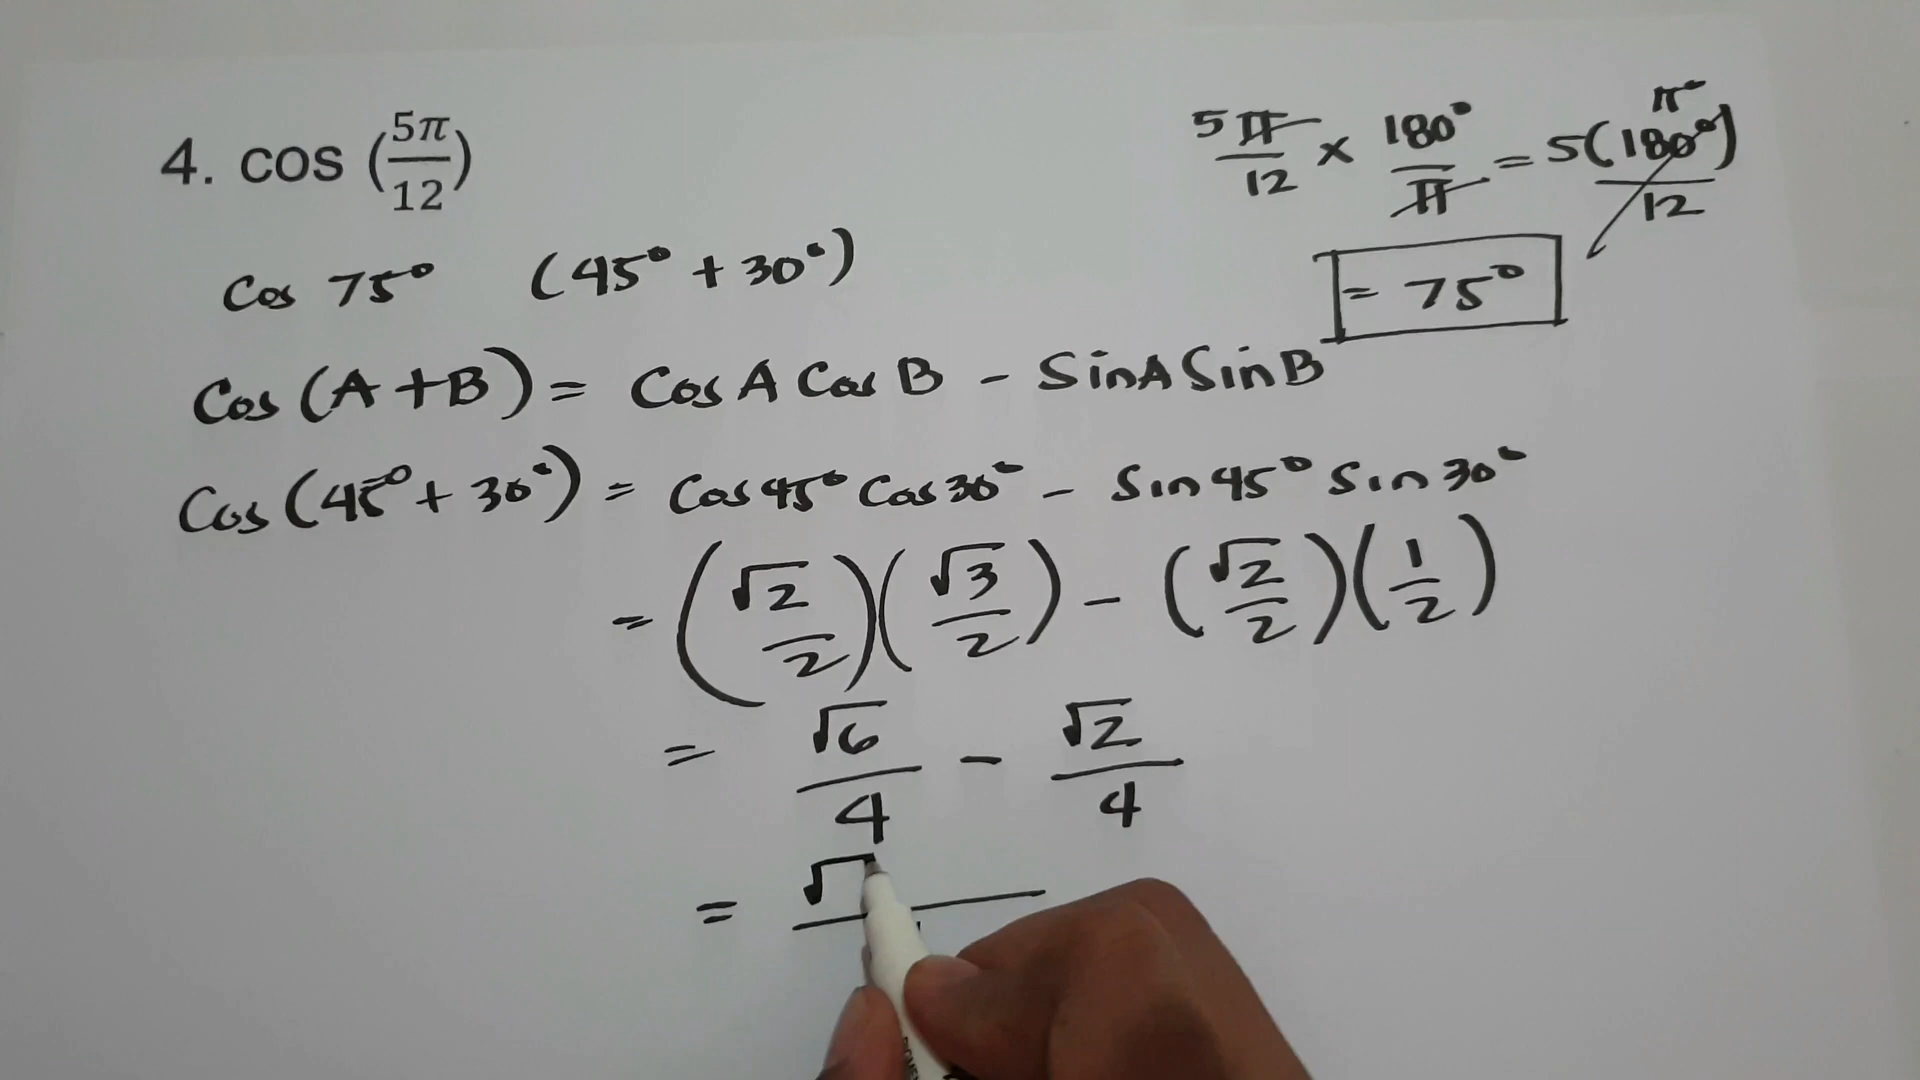 4. cos (5π/12)
5π/12 × 180°/π = 5(180°)/12
π°
= 75°
Cos 75° (45° + 30°)
Cos (A + B) = Cos A Cos B - Sin A Sin B
Cos (45° + 30°) = Cos 45° Cos 30° - Sin 45° Sin 30°
= (√2/2)(√3/2) - (√2/2)(1/2)
= √6/4 - √2/4
= √